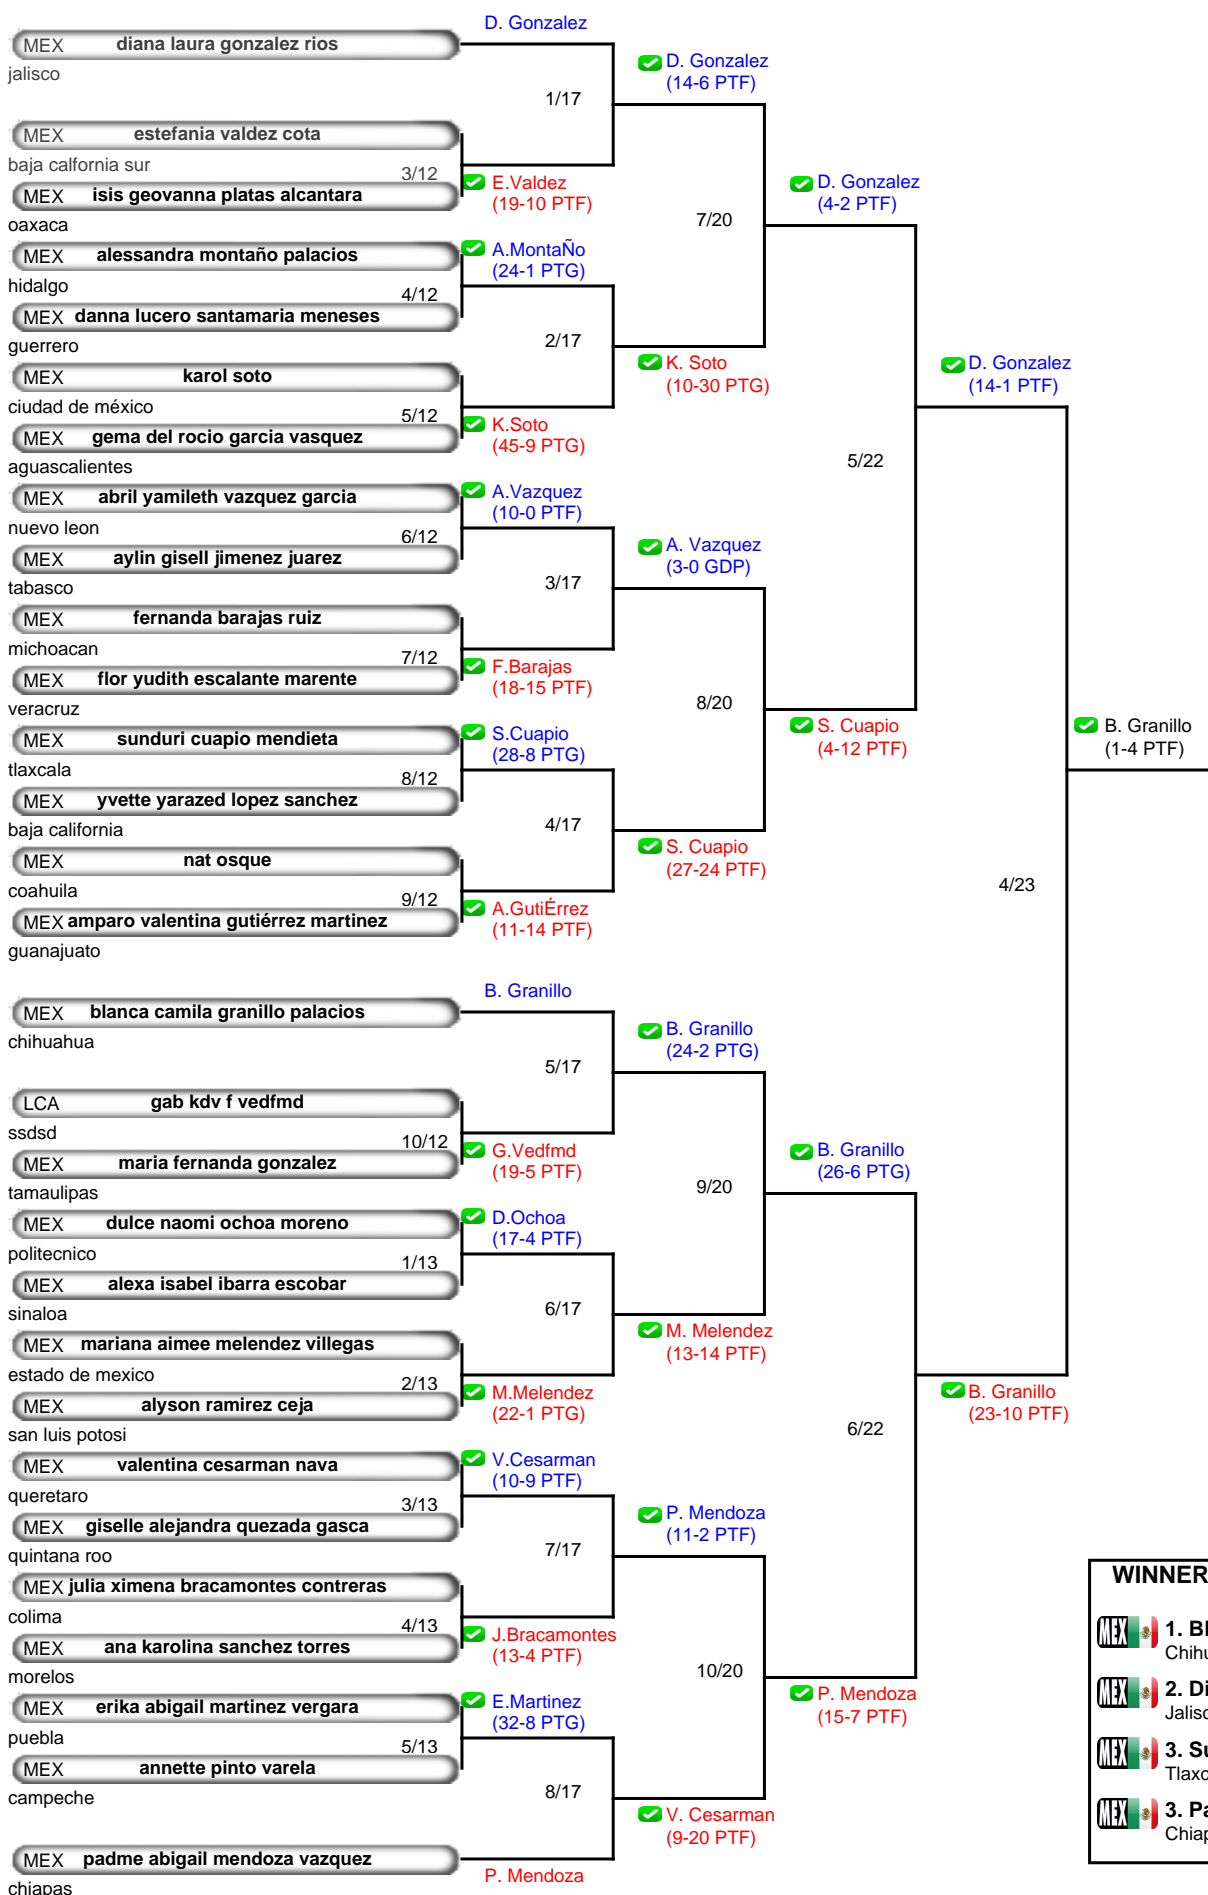 D. Gonzalez
MEX diana laura gonzalez rios
jalisco
D. Gonzalez
(14-6 PTF)
1/17
MEX estefania valdez cota
baja calfornia sur
3/12
E.Valdez
(19-10 PTF)
D. Gonzalez
(4-2 PTF)
MEX isis geovanna platas alcantara
oaxaca
7/20
MEX alessandra montaño palacios
A.MontaÑo
(24-1 PTG)
hidalgo
4/12
MEX danna lucero santamaria meneses
guerrero
2/17
K. Soto
(10-30 PTG)
D. Gonzalez
(14-1 PTF)
MEX karol soto
ciudad de méxico
5/12
K.Soto
(45-9 PTG)
MEX gema del rocio garcia vasquez
aguascalientes
5/22
MEX abril yamileth vazquez garcia
A.Vazquez
(10-0 PTF)
nuevo leon
6/12
MEX aylin gisell jimenez juarez
A. Vazquez
(3-0 GDP)
tabasco
3/17
MEX fernanda barajas ruiz
michoacan
7/12
F.Barajas
(18-15 PTF)
MEX flor yudith escalante marente
veracruz
8/20
S. Cuapio
(4-12 PTF)
B. Granillo
(1-4 PTF)
MEX sunduri cuapio mendieta
S.Cuapio
(28-8 PTG)
tlaxcala
8/12
MEX yvette yarazed lopez sanchez
baja california
4/17
S. Cuapio
(27-24 PTF)
MEX nat osque
coahuila
9/12
A.GutiÉrrez
(11-14 PTF)
4/23
MEX amparo valentina gutiérrez martinez
guanajuato
B. Granillo
MEX blanca camila granillo palacios
chihuahua
B. Granillo
(24-2 PTG)
5/17
LCA gab kdv f vedfmd
ssdsd
10/12
G.Vedfmd
(19-5 PTF)
B. Granillo
(26-6 PTG)
MEX maria fernanda gonzalez
tamaulipas
9/20
MEX dulce naomi ochoa moreno
D.Ochoa
(17-4 PTF)
politecnico
1/13
MEX alexa isabel ibarra escobar
sinaloa
6/17
M. Melendez
(13-14 PTF)
MEX mariana aimee melendez villegas
estado de mexico
2/13
M.Melendez
(22-1 PTG)
B. Granillo
(23-10 PTF)
MEX alyson ramirez ceja
san luis potosi
6/22
MEX valentina cesarman nava
V.Cesarman
(10-9 PTF)
queretaro
3/13
MEX giselle alejandra quezada gasca
P. Mendoza
(11-2 PTF)
quintana roo
7/17
MEX julia ximena bracamontes contreras
colima
4/13
J.Bracamontes
(13-4 PTF)
MEX ana karolina sanchez torres
morelos
10/20
P. Mendoza
(15-7 PTF)
MEX erika abigail martinez vergara
E.Martinez
(32-8 PTG)
puebla
5/13
MEX annette pinto varela
campeche
8/17
V. Cesarman
(9-20 PTF)
MEX padme abigail mendoza vazquez
P. Mendoza
chiapas
WINNER
MEX 1. Bl
Chihu
MEX 2. Di
Jalisc
MEX 3. Su
Tlaxc
MEX 3. Pa
Chiap